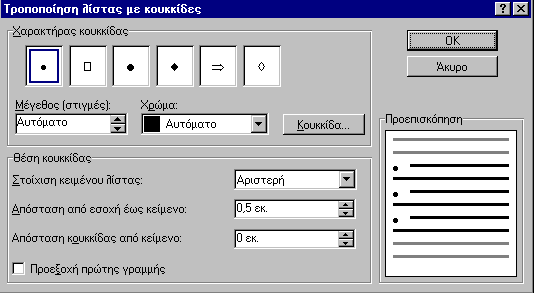 Τροποποίηση λίστας με κουκκίδες
Χαρακτήρας κουκκίδας
OK
Άκυρο
Μέγεθος (στιγμές):
Χρώμα:
Αυτόματο
Αυτόματο
Κουκκίδα...
Προεπισκόπηση
Θέση κουκκίδας
Στοίχιση κειμένου λίστας:
Αριστερή
Απόσταση από εσοχή έως κείμενο:
0,5 εκ.
Απόσταση κουκκίδας από κείμενο:
0 εκ.
Προεξοχή πρώτης γραμμής